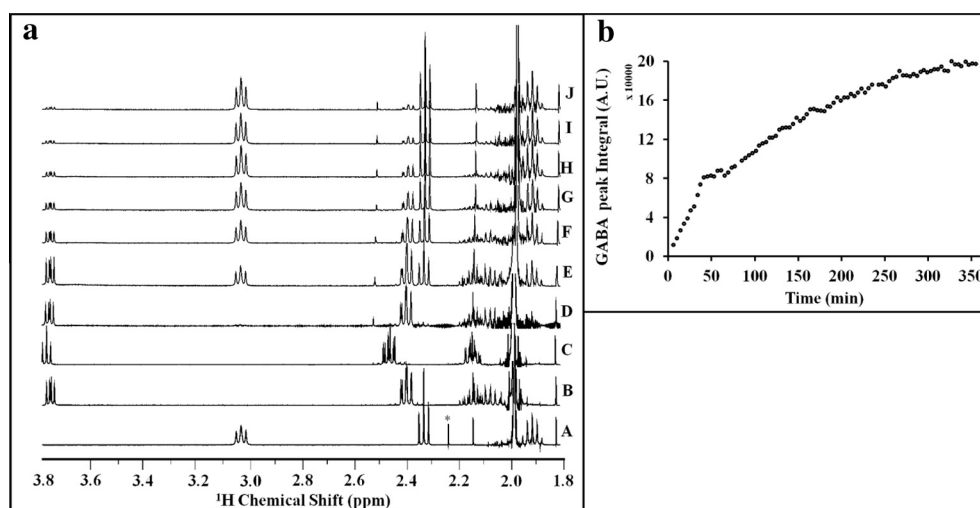 a
J
I
H
G
F
E
D
C
B
*
A
3.8 3.6 3.4 3.2 3.0 2.8 2.6 2.4 2.2 2.0 1.8
¹H Chemical Shift (ppm)
b
GABA peak Integral (A.U.)
x 10000
20
16
12
8
4
0
0 50 100 150 200 250 300 350
Time (min)